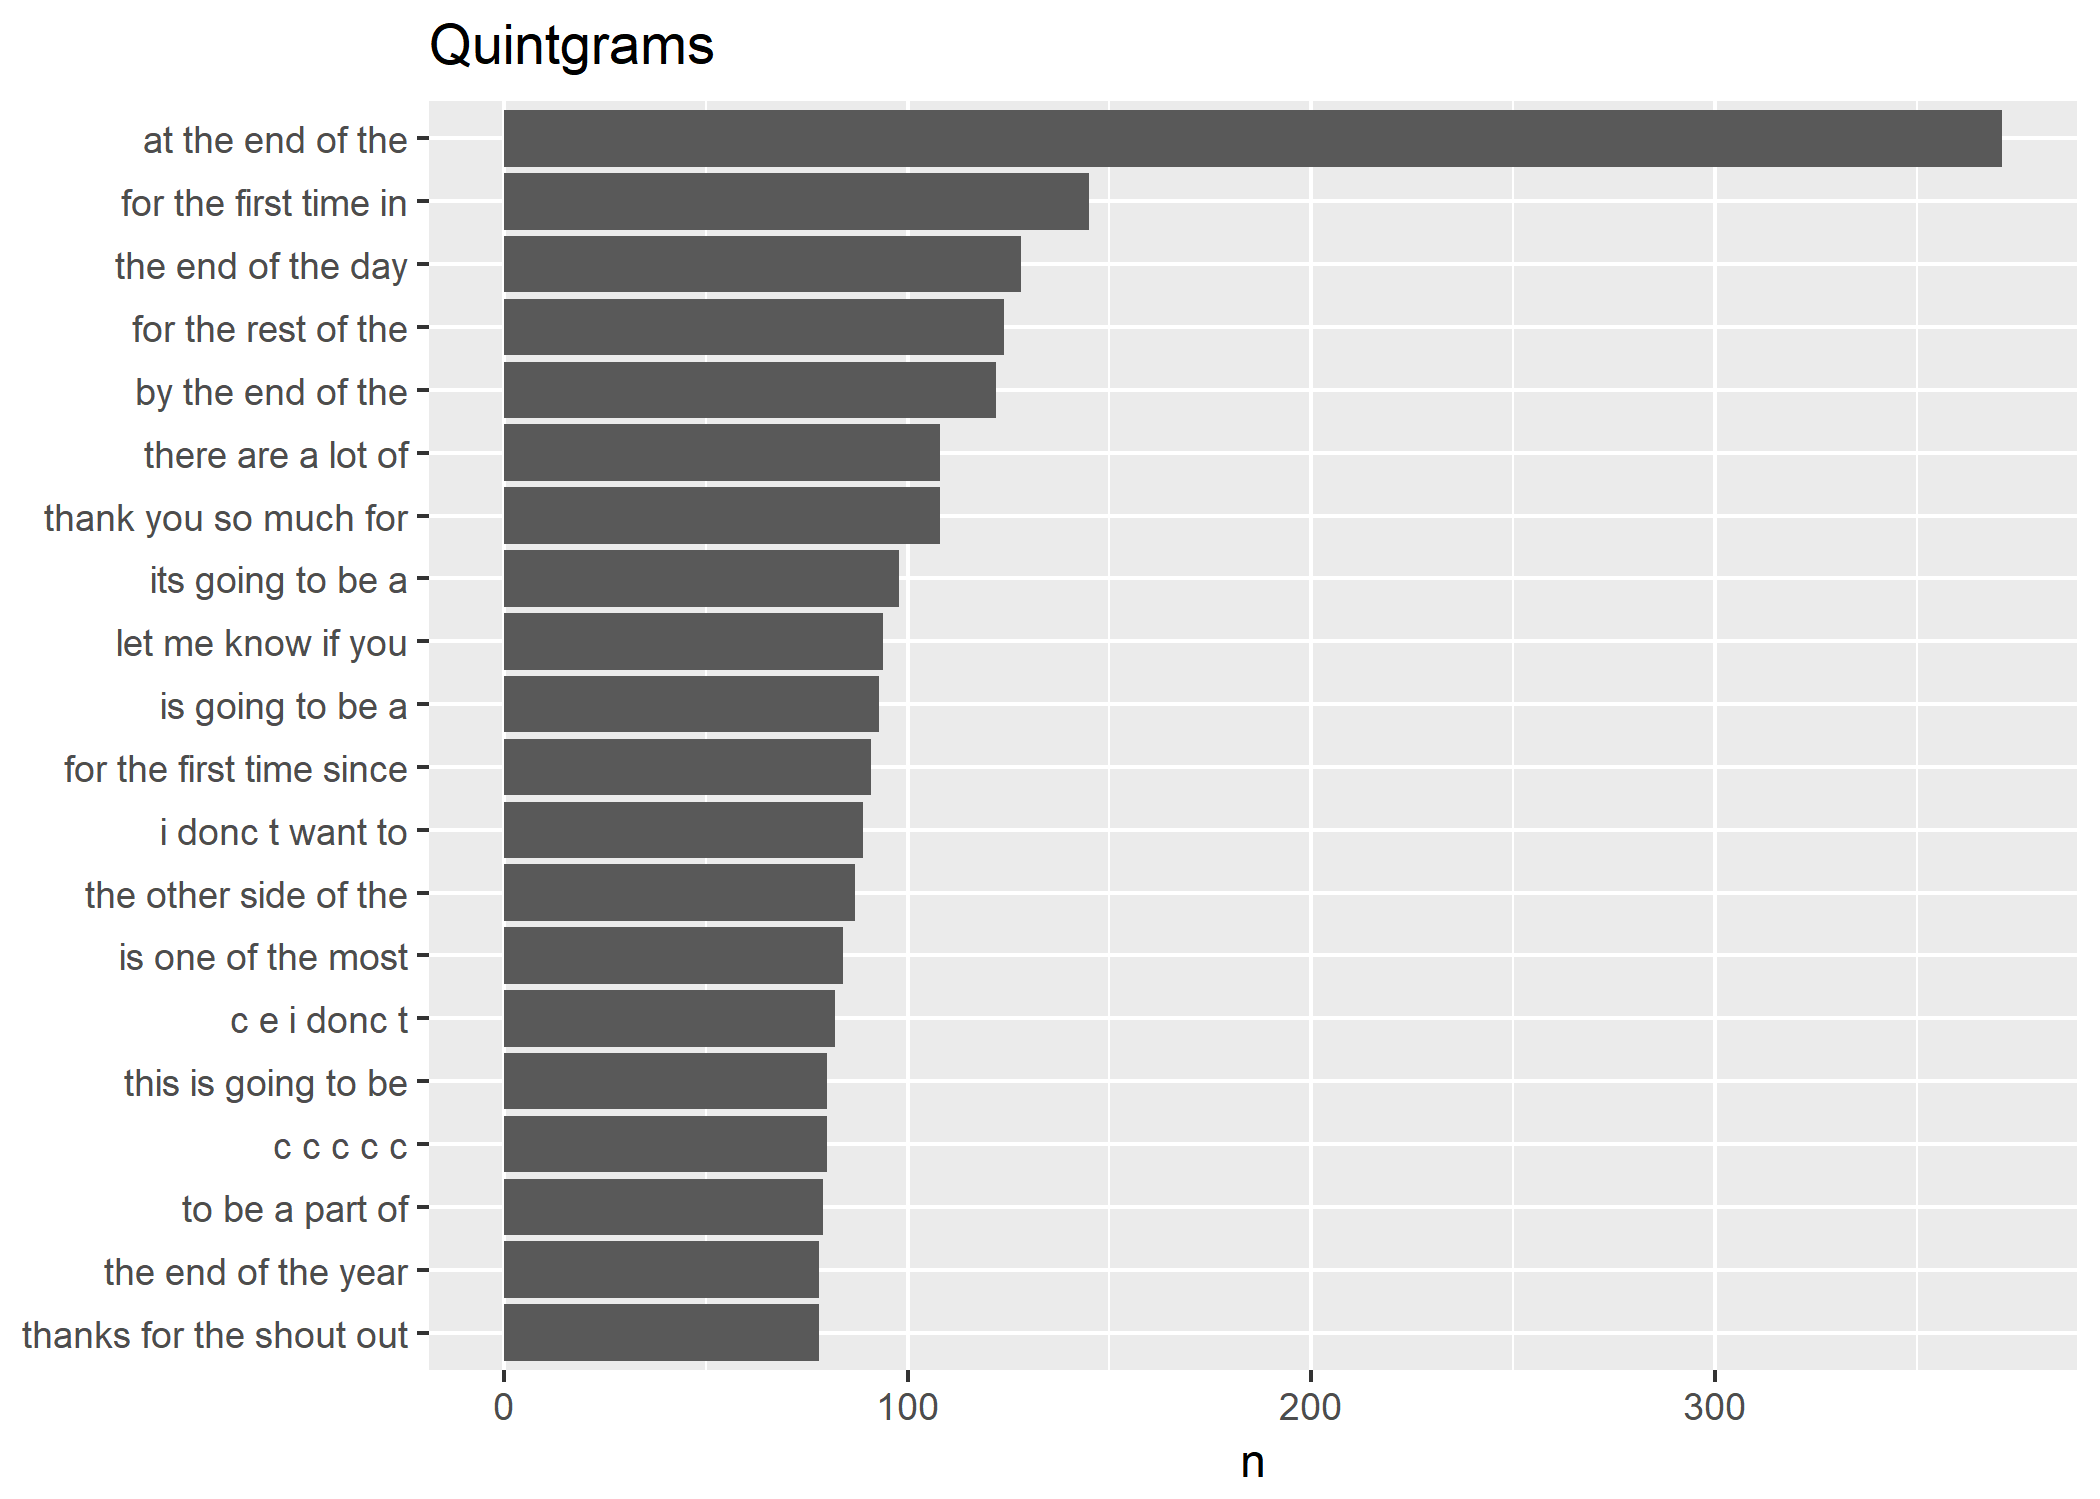 Quintgrams
at the end of the
for the first time in
the end of the day
for the rest of the
by the end of the
there are a lot of
thank you so much for
its going to be a
let me know if you
is going to be a
for the first time since
i donc t want to
the other side of the
is one of the most
c e i donc t
this is going to be
c c c c c
to be a part of
the end of the year
thanks for the shout out
0 100 200 300
n